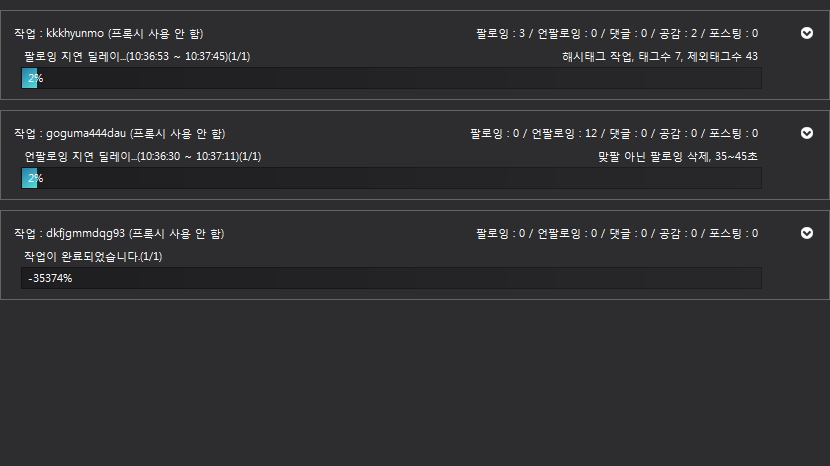 작업 : kkkhyunmo (프록시 사용 안 함) 팔로잉 : 3 / 언팔로잉 : 0 / 댓글 : 0 / 공감 : 2 / 포스팅 : 0
팔로잉 지연 딜레이...(10:36:53 ~ 10:37:45)(1/1) 해시태그 작업, 태그수 7, 제외태그수 43
2%
작업 : goguma444dau (프록시 사용 안 함) 팔로잉 : 0 / 언팔로잉 : 12 / 댓글 : 0 / 공감 : 0 / 포스팅 : 0
언팔로잉 지연 딜레이...(10:36:30 ~ 10:37:11)(1/1) 맞팔 아닌 팔로잉 삭제, 35~45초
2%
작업 : dkfjgmmdqg93 (프록시 사용 안 함) 팔로잉 : 0 / 언팔로잉 : 0 / 댓글 : 0 / 공감 : 0 / 포스팅 : 0
작업이 완료되었습니다.(1/1)
-35374%